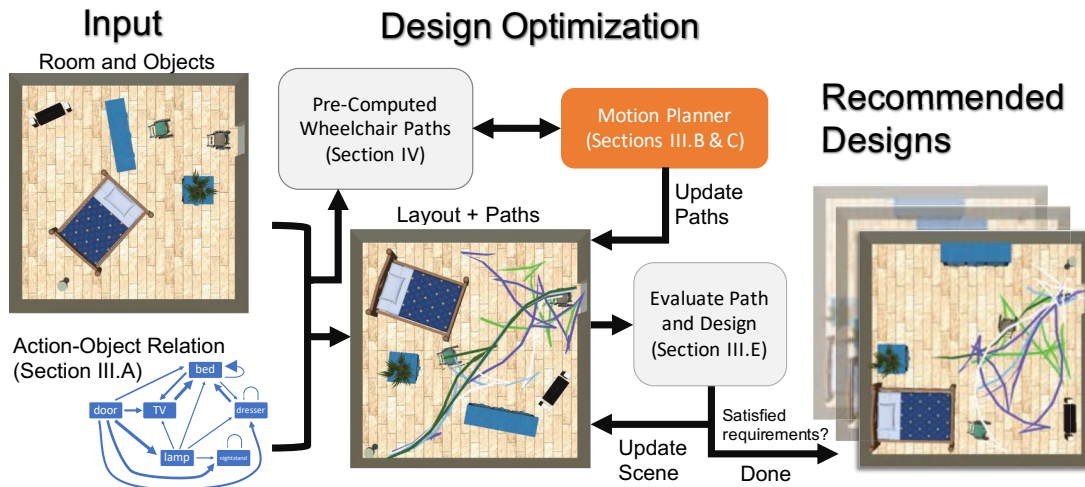 Input
Room and Objects
Action-Object Relation
(Section III.A)
bed
door
TV
dresser
lamp
nightstand
Design Optimization
Pre-Computed
Wheelchair Paths
(Section IV)
Motion Planner
(Sections III.B & C)
Update
Paths
Layout + Paths
Evaluate Path
and Design
(Section III.E)
Update
Scene
Satisfied
requirements?
Done
Recommended
Designs